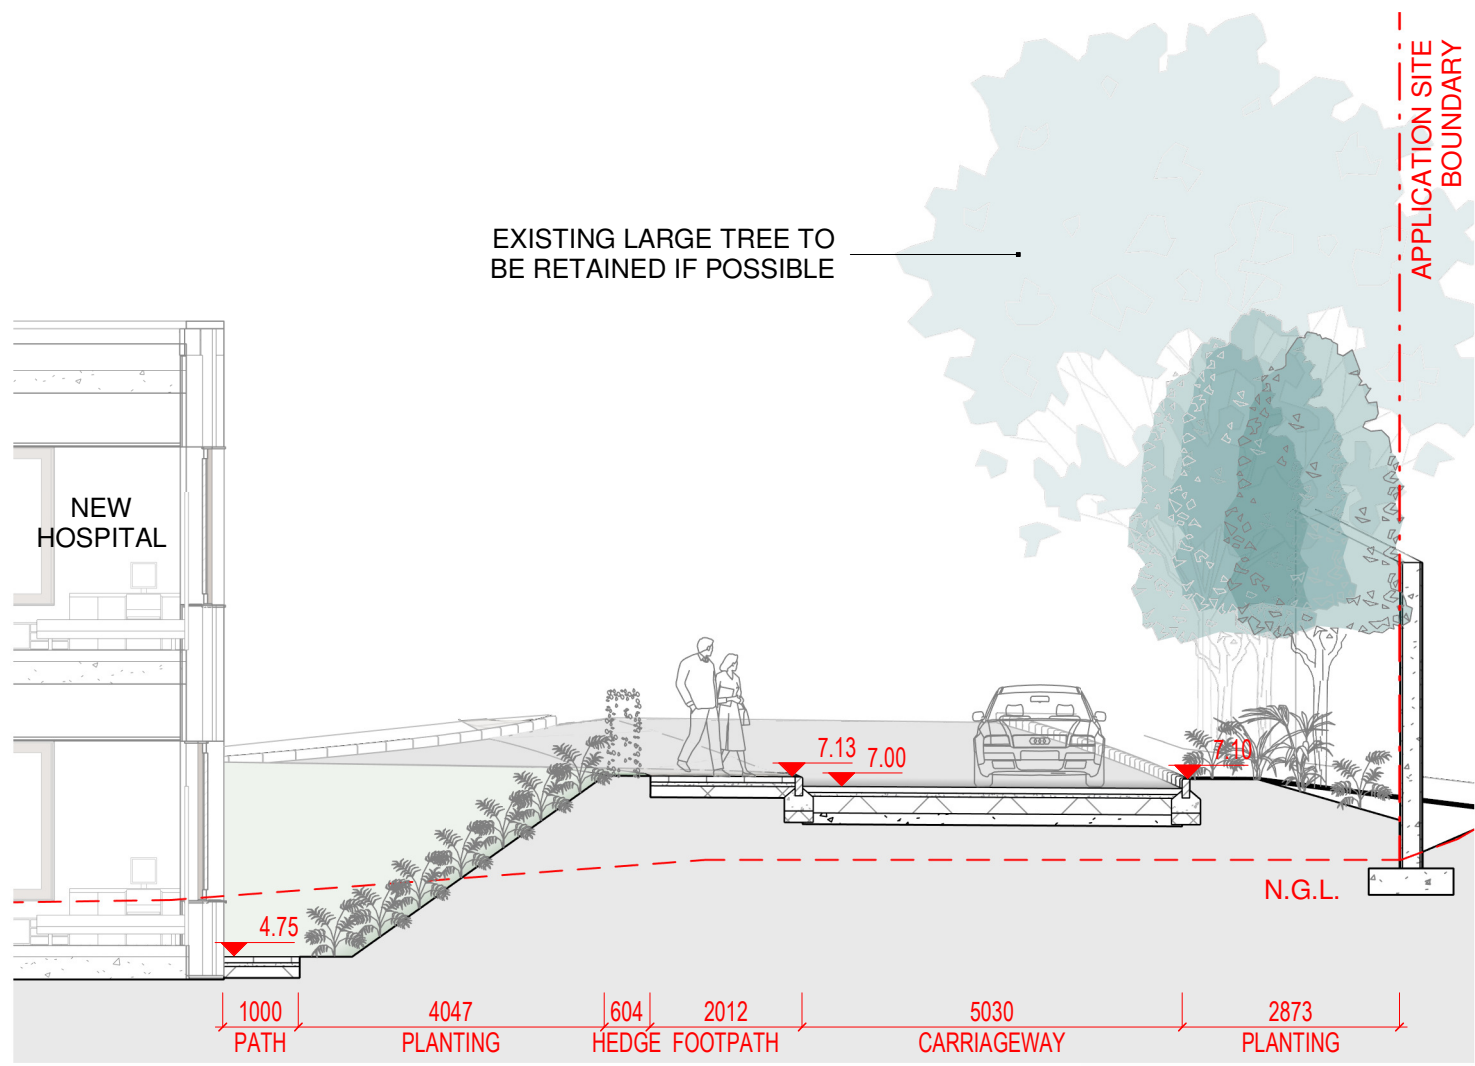 APPLICATION SITE
BOUNDARY
EXISTING LARGE TREE TO
BE RETAINED IF POSSIBLE
NEW
HOSPITAL
7.13
7.00
7.10
N.G.L.
4.75
1000
4047
604
2012
5030
2873
PATH
PLANTING
HEDGE
FOOTPATH
CARRIAGEWAY
PLANTING